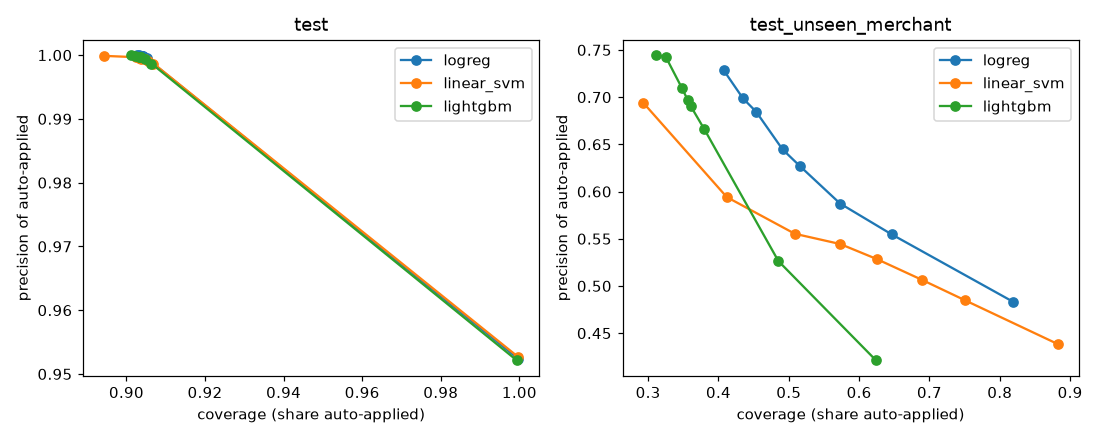 test
precision of auto-applied
1.00
0.99
0.98
0.97
0.96
0.95
0.90
0.92
0.94
0.96
0.98
1.00
coverage (share auto-applied)
logreg
linear_svm
lightgbm
test_unseen_merchant
precision of auto-applied
0.75
0.70
0.65
0.60
0.55
0.50
0.45
0.3
0.4
0.5
0.6
0.7
0.8
0.9
coverage (share auto-applied)
logreg
linear_svm
lightgbm